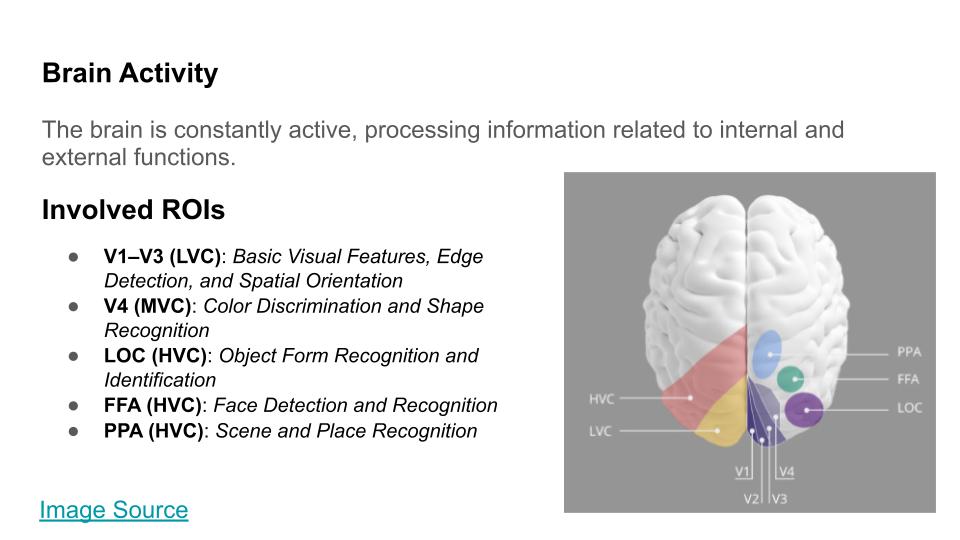 Brain Activity
The brain is constantly active, processing information related to internal and
external functions.
Involved ROIs
● V1–V3 (LVC): Basic Visual Features, Edge
Detection, and Spatial Orientation
● V4 (MVC): Color Discrimination and Shape
Recognition
● LOC (HVC): Object Form Recognition and
Identification
● FFA (HVC): Face Detection and Recognition
● PPA (HVC): Scene and Place Recognition
PPA
FFA
LOC
HVC
LVC
V1 V4
V2 V3
Image Source